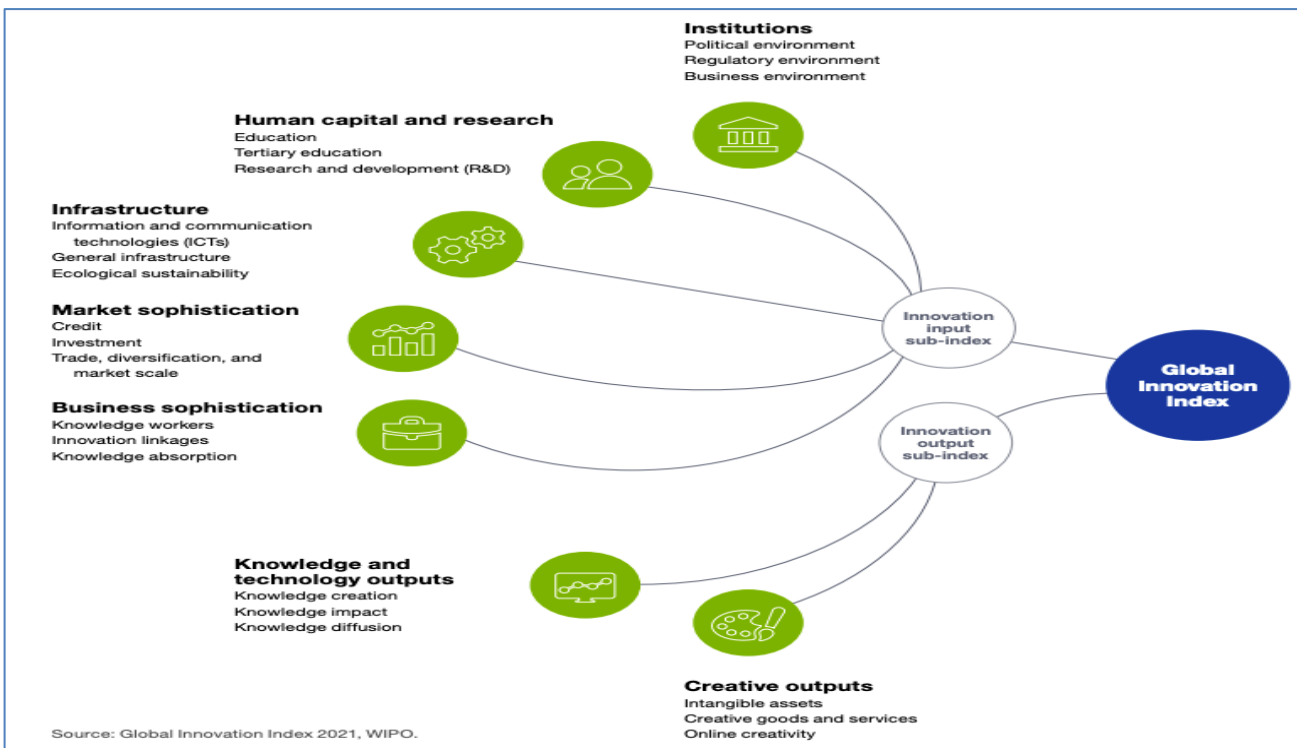 Institutions
Political environment
Regulatory environment
Business environment
Human capital and research
Education
Tertiary education
Research and development (R&D)
Infrastructure
Information and communication
technologies (ICTs)
General infrastructure
Ecological sustainability
Market sophistication
Credit
Investment
Trade, diversification, and
market scale
Business sophistication
Knowledge workers
Innovation linkages
Knowledge absorption
Innovation
input
sub-index
Global
Innovation
Index
Innovation
output
sub-index
Knowledge and
technology outputs
Knowledge creation
Knowledge impact
Knowledge diffusion
Creative outputs
Intangible assets
Creative goods and services
Online creativity
Source: Global Innovation Index 2021, WIPO.